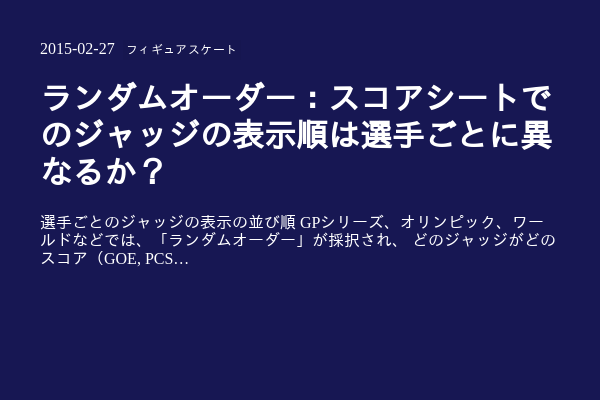 2015-02-27 フィギュアスケート
ランダムオーダー：スコアシートで
のジャッジの表示順は選手ごとに異
なるか？
選手ごとのジャッジの表示の並び順 GPシリーズ、オリンピック、ワー
ルドなどでは、「ランダムオーダー」が採択され、 どのジャッジがどの
スコア（GOE, PCS…